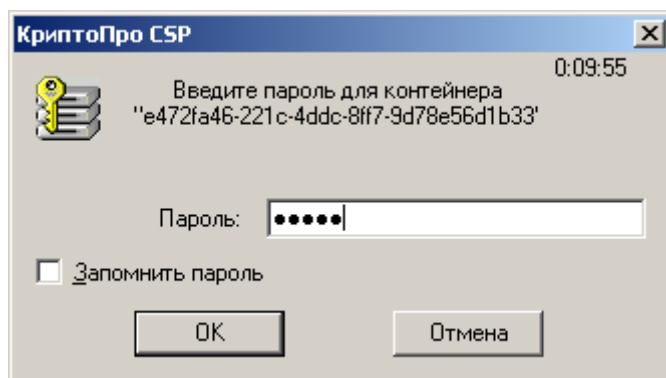 КриптоПро CSP
0:09:55
Введите пароль для контейнера
"e472fa46-221c-4ddc-8ff7-9d78e56d1b33'
Пароль: ●●●●●
Запомнить пароль
OK
Отмена